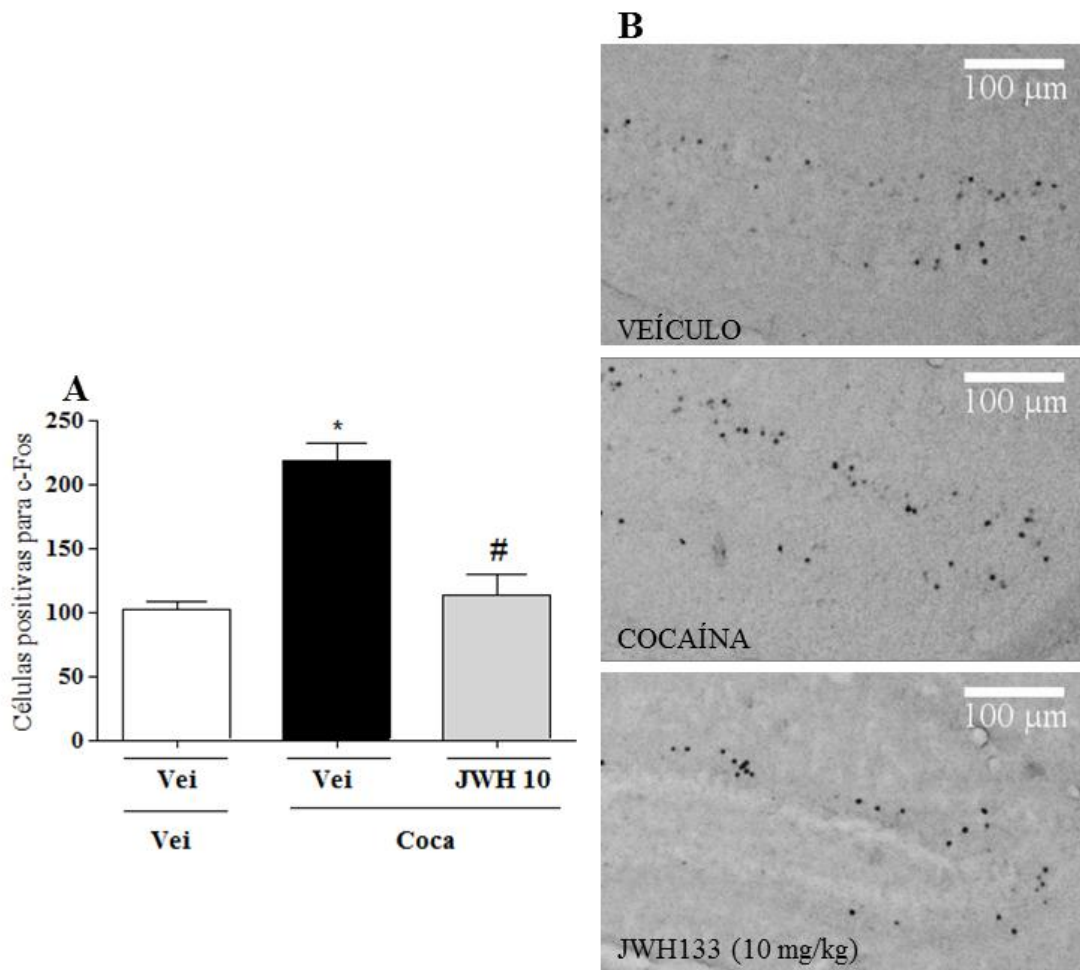 A
Células positivas para c-Fos
250
200
150
100
50
0
*
#
Vei
Vei
JWH 10
Vei
Coca
B
100 µm
VEÍCULO
100 µm
COCAÍNA
100 µm
JWH133 (10 mg/kg)